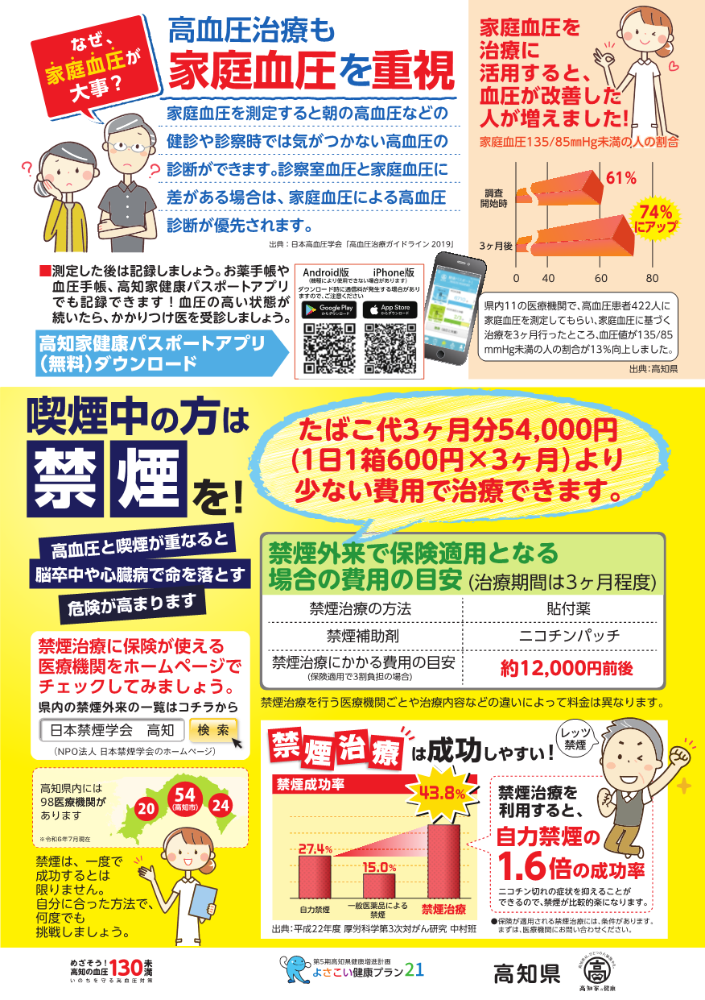 なぜ、
家庭血圧が
大事？
高血圧治療も
家庭血圧を重視
家庭血圧を測定すると朝の高血圧などの
健診や診察時では気がつかない高血圧の
診断ができます。診察室血圧と家庭血圧に
差がある場合は、家庭血圧による高血圧
診断が優先されます。
出典：日本高血圧学会「高血圧治療ガイドライン2019」
■測定した後は記録しましょう。お薬手帳や
血圧手帳、高知家健康パスポートアプリ
でも記録できます！血圧の高い状態が
続いたら、かかりつけ医を受診しましょう。
高知家健康パスポートアプリ
（無料）ダウンロード
Android版 iPhone版
(機種により使用できない場合があります)
ダウンロード時に通信料が発生する場合があり
ますので、ご注意ください
Google Play
からダウンロード
App Store
からダウンロード
家庭血圧を
治療に
活用すると、
血圧が改善した
人が増えました!
家庭血圧135/85㎜Hg未満の人の割合
調査
開始時
61%
74%
にアップ
3ヶ月後
0 40 60 80
県内11の医療機関で、高血圧患者422人に
家庭血圧を測定してもらい、家庭血圧に基づく
治療を3ヶ月行ったところ、血圧値が135/85
mmHg未満の人の割合が13％向上しました。
出典：高知県
喫煙中の方は
禁煙を!
高血圧と喫煙が重なると
脳卒中や心臓病で命を落とす
危険が高まります
たばこ代3ヶ月分54,000円
(1日1箱600円×3ヶ月)より
少ない費用で治療できます。
禁煙外来で保険適用となる
場合の費用の目安(治療期間は3ヶ月程度)
禁煙治療の方法 貼付薬
禁煙補助剤 ニコチンパッチ
禁煙治療にかかる費用の目安
(保険適用で3割負担の場合)
約12,000円前後
禁煙治療を行う医療機関ごとや治療内容などの違いによって料金は異なります。
禁煙治療に保険が使える
医療機関をホームページで
チェックしてみましょう。
県内の禁煙外来の一覧はコチラから
日本禁煙学会　高知 検 索
（NPO法人 日本禁煙学会のホームページ）
高知県内には
98医療機関が
あります
※令和6年7月現在
20
54
(高知市)
24
禁煙は、一度で
成功するとは
限りません。
自分に合った方法で、
何度でも
挑戦しましょう。
禁煙治療は成功しやすい！
レッツ
禁煙
禁煙成功率
27.4%
15.0%
43.8%
自力禁煙
一般医薬品による
禁煙
禁煙治療
出典：平成22年度 厚労科学第3次対がん研究 中村班
禁煙治療を
利用すると、
自力禁煙の
1.6倍の成功率
ニコチン切れの症状を抑えることが
できるので、禁煙が比較的楽になります。
●保険が適用される禁煙治療には、条件があります。
まずは、医療機関にお問い合わせください。
めざそう！
高知の血圧130未満
いのちを守る高血圧対策
第5期高知県健康増進計画
よさこい健康プラン21
高知県
高
高知家の健康